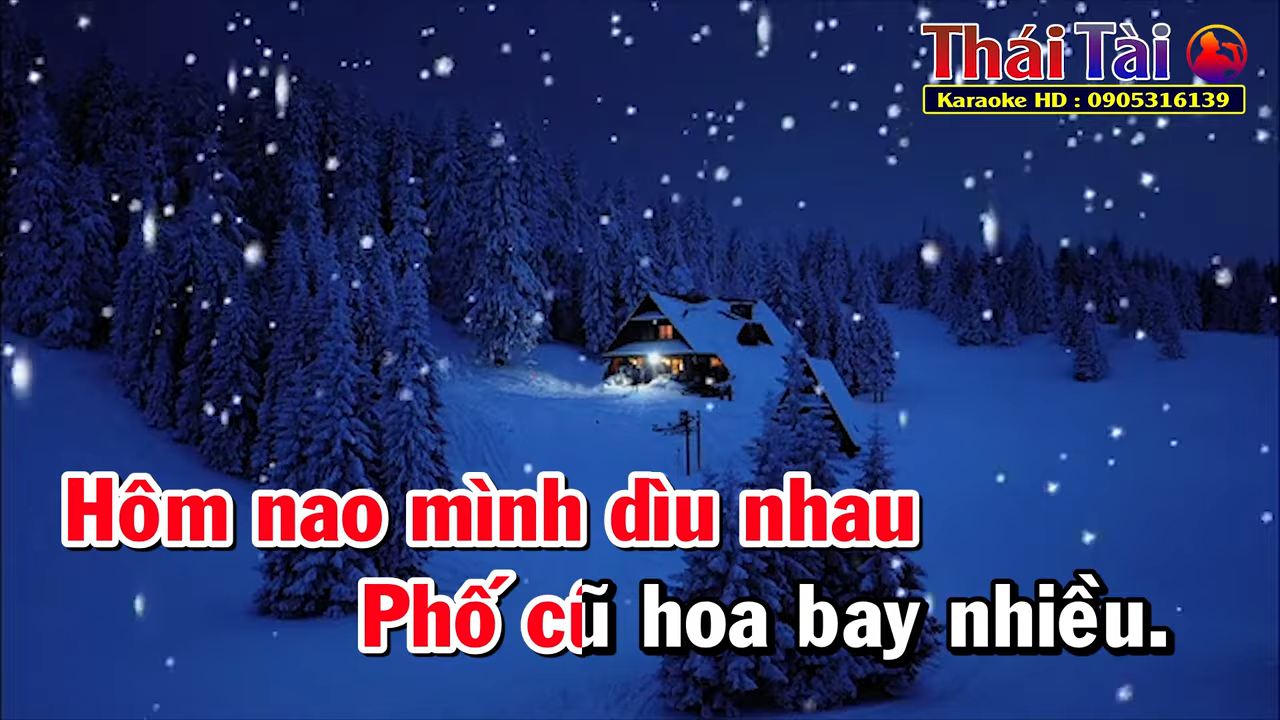 Thái Tài
Karaoke HD : 0905316139
Hôm nao mình dìu nhau
Phố cũ hoa bay nhiều.